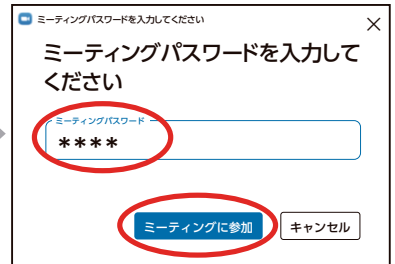 ミーティングパスワードを入力してください
ミーティングパスワードを入力して
ください
ミーティングパスワード
****
ミーティングに参加
キャンセル